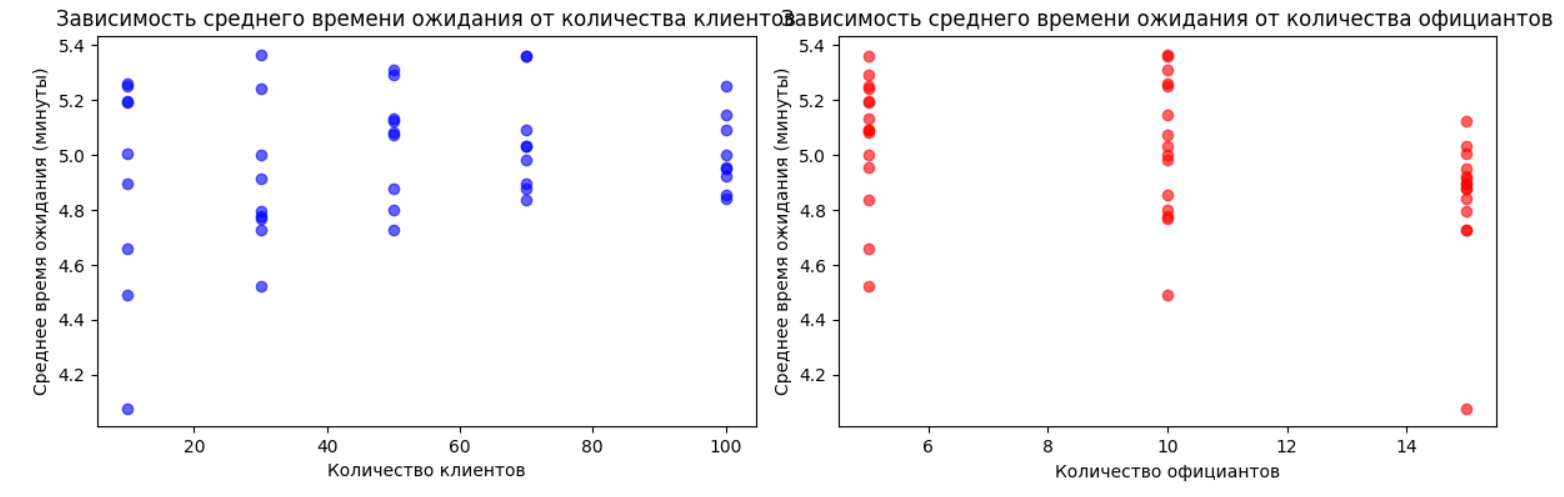 Зависимость среднего времени ожидания от количества клиентов
Среднее время ожидания (минуты)
5.4
5.2
5.0
4.8
4.6
4.4
4.2
20 40 60 80 100
Количество клиентов
Зависимость среднего времени ожидания от количества официантов
Среднее время ожидания (минуты)
5.4
5.2
5.0
4.8
4.6
4.4
4.2
6 8 10 12 14
Количество официантов